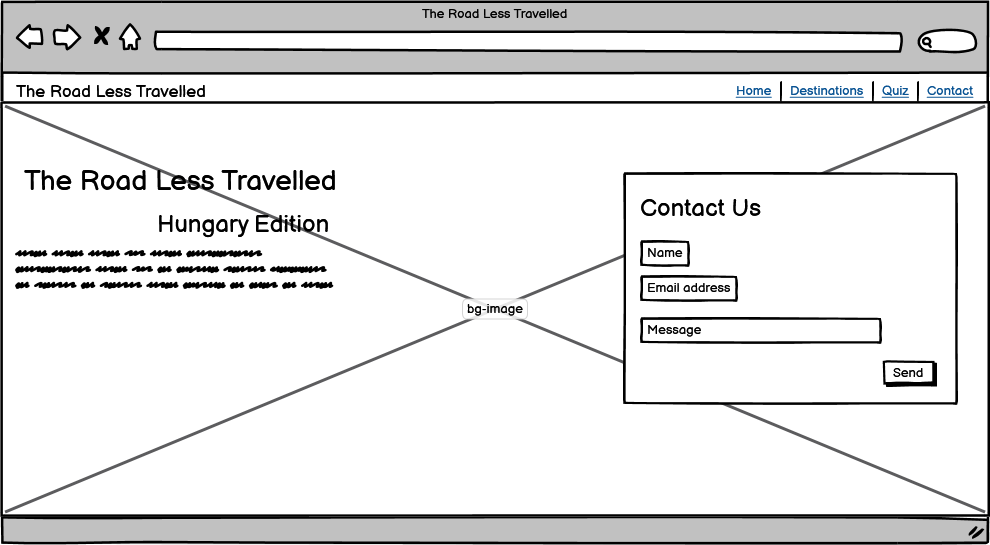 The Road Less Travelled
The Road Less Travelled
Home Destinations Quiz Contact
The Road Less Travelled
Hungary Edition
bg-image
Contact Us
Name
Email address
Message
Send